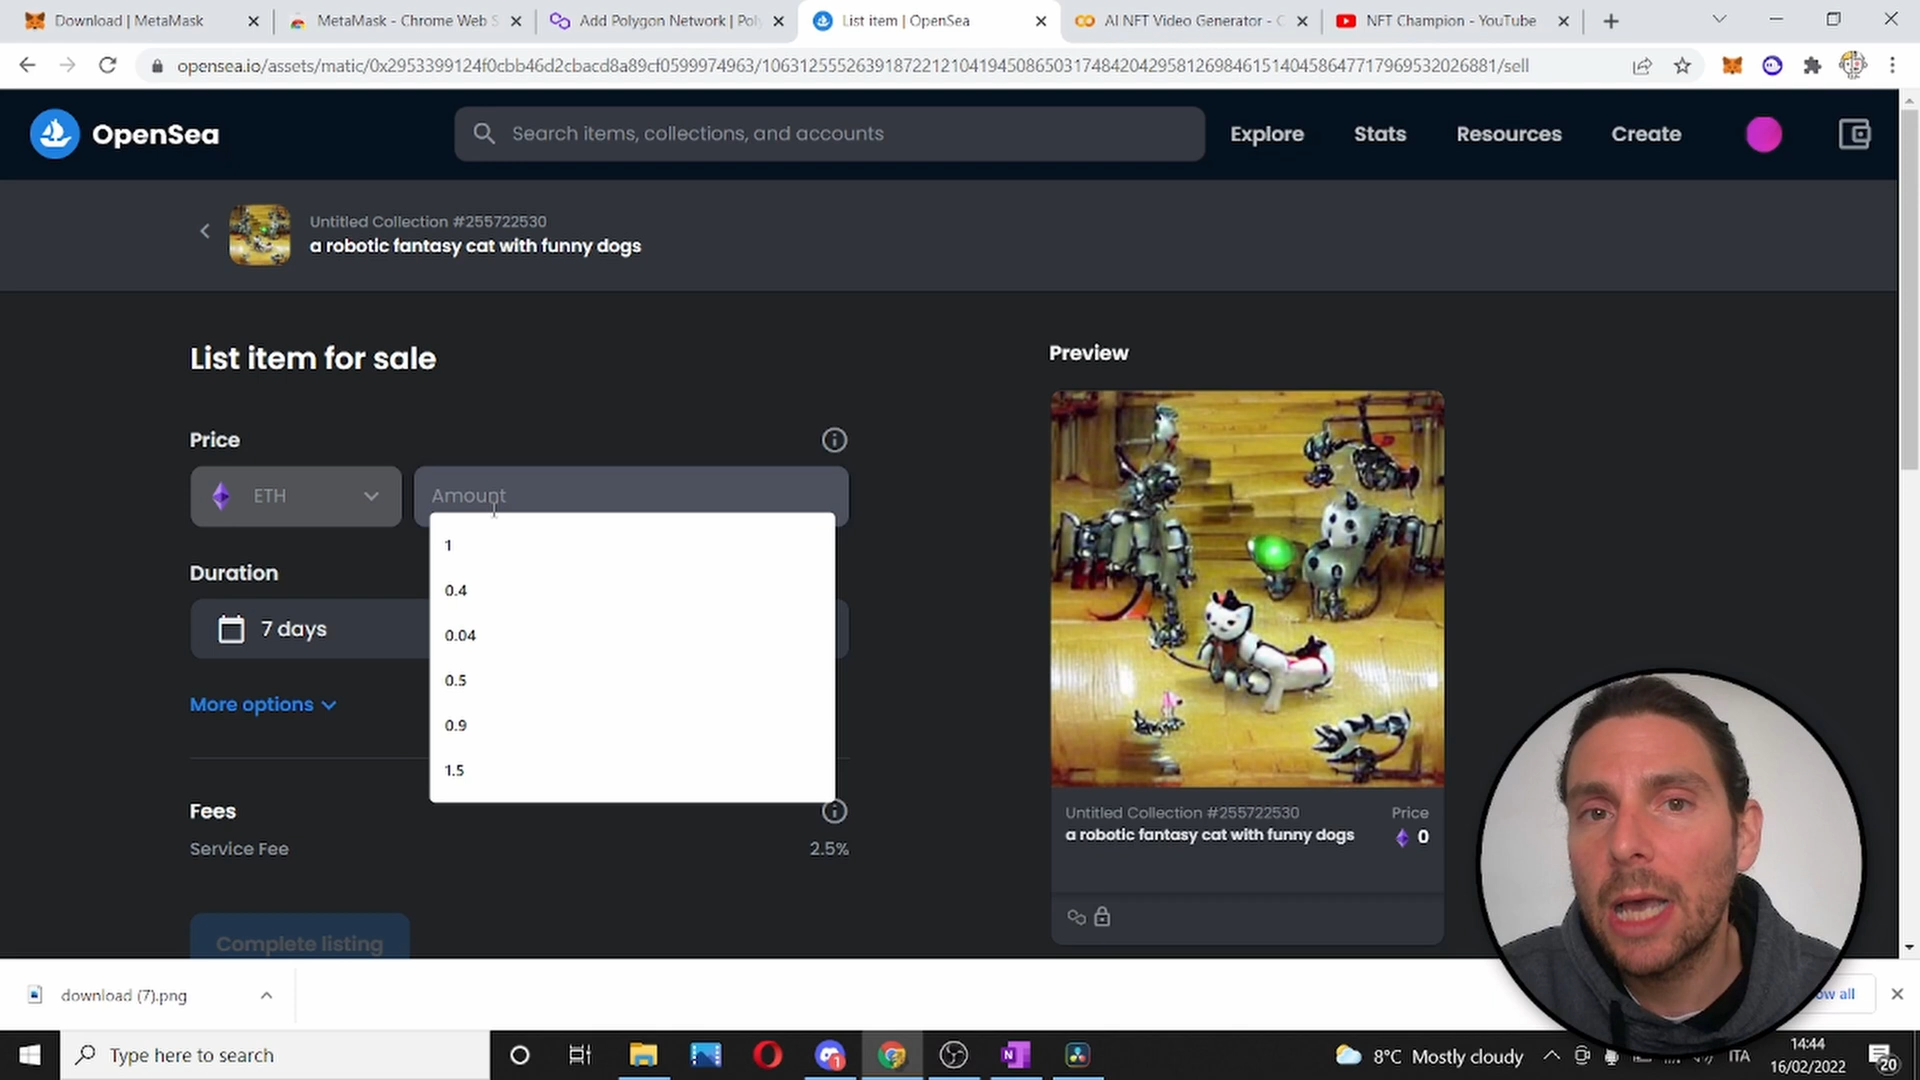 Download | MetaMask
MetaMask - Chrome Web S
Add Polygon Network | Pol
List item | OpenSea
AI NFT Video Generator - C
NFT Champion - YouTube
opensea.io/assets/matic/0x2953399124f0cbb46d2cbacd8a89cf0599974963/106312555263918722121041945086503174842042958126984615140458647717969532026881/sell
OpenSea
Search items, collections, and accounts
Explore
Stats
Resources
Create
Untitled Collection #255722530
a robotic fantasy cat with funny dogs
List item for sale
Preview
Price
ETH
Amount
1
0.4
0.04
0.5
0.9
1.5
Duration
7 days
More options
Fees
Service Fee
2.5%
Complete listing
Untitled Collection #255722530
Price
a robotic fantasy cat with funny dogs
0
download (7).png
ow all
Type here to search
1
N
8°C Mostly cloudy
ITA
14:44
16/02/2022
20